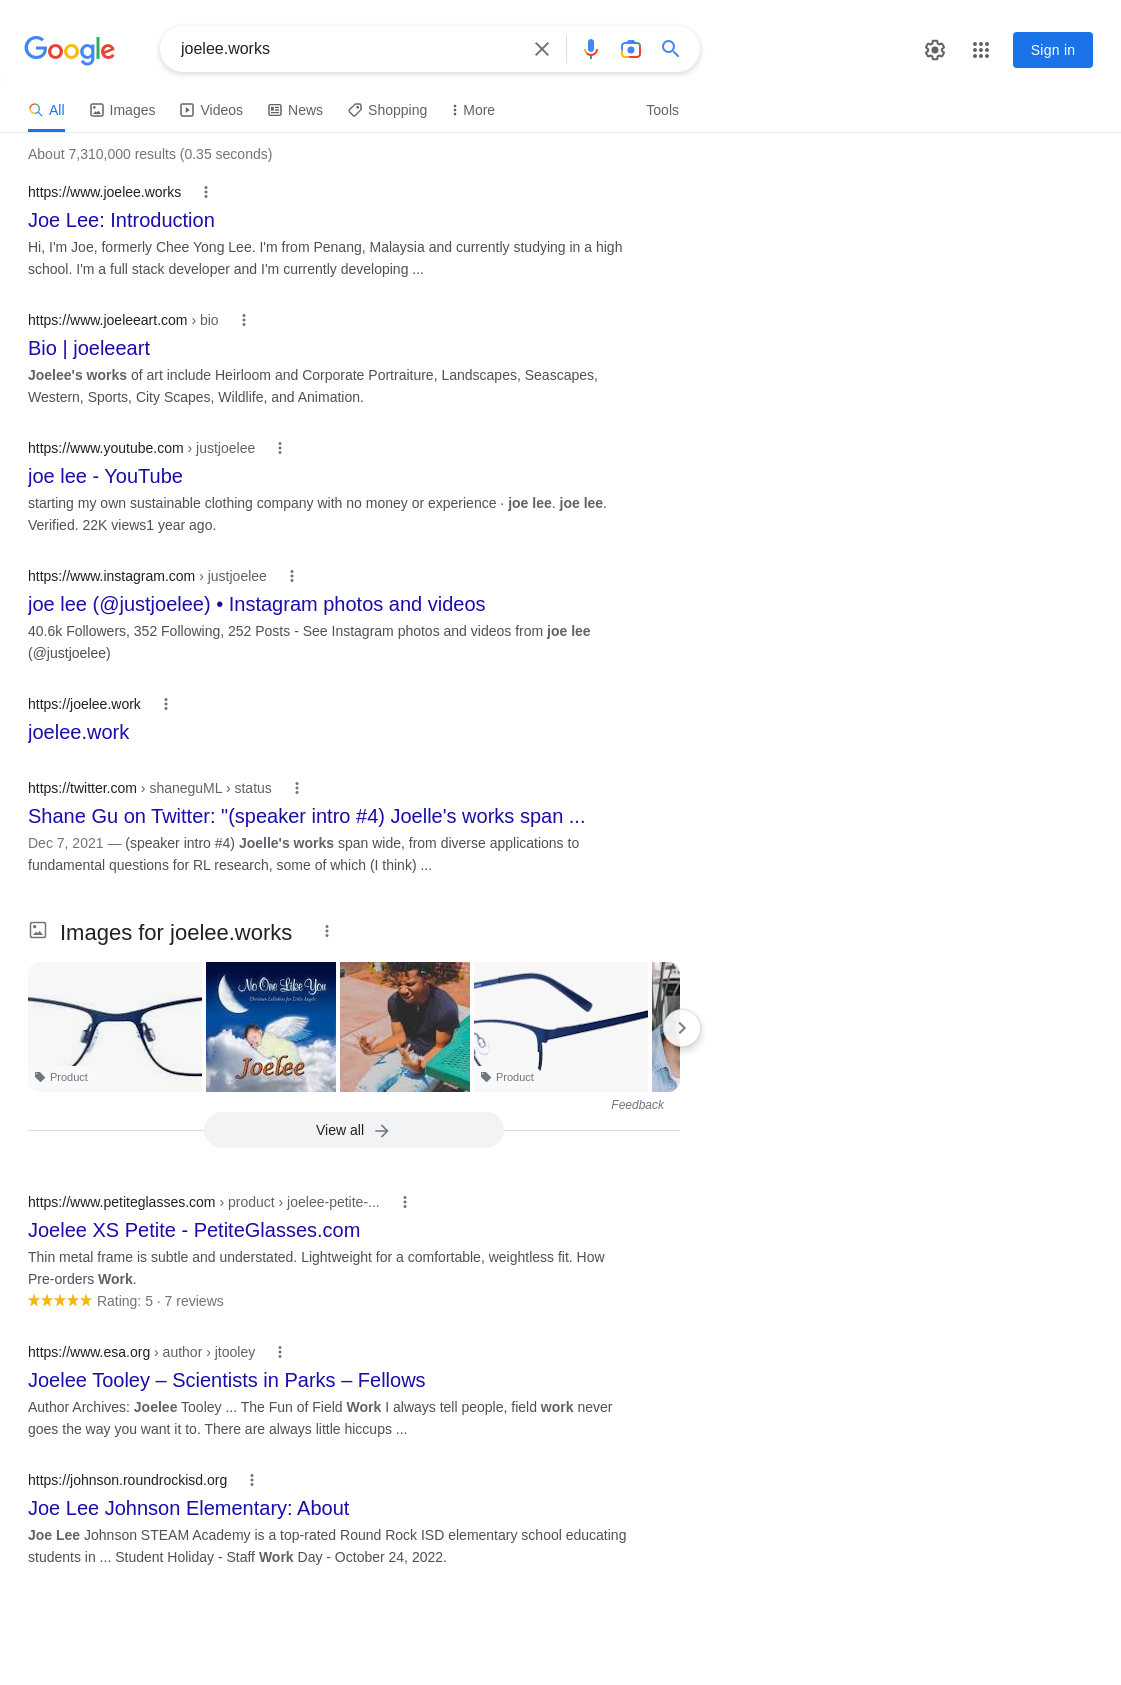 Google
joelee.works
Sign in
All
Images
Videos
News
Shopping
More
Tools
About 7,310,000 results (0.35 seconds)
https://www.joelee.works
Joe Lee: Introduction
Hi, I'm Joe, formerly Chee Yong Lee. I'm from Penang, Malaysia and currently studying in a high
school. I'm a full stack developer and I'm currently developing ...
https://www.joeleeart.com › bio
Bio | joeleeart
Joelee's works of art include Heirloom and Corporate Portraiture, Landscapes, Seascapes,
Western, Sports, City Scapes, Wildlife, and Animation.
https://www.youtube.com › justjoelee
joe lee - YouTube
starting my own sustainable clothing company with no money or experience · joe lee. joe lee.
Verified. 22K views1 year ago.
https://www.instagram.com › justjoelee
joe lee (@justjoelee) • Instagram photos and videos
40.6k Followers, 352 Following, 252 Posts - See Instagram photos and videos from joe lee
(@justjoelee)
https://joelee.work
joelee.work
https://twitter.com › shaneguML › status
Shane Gu on Twitter: "(speaker intro #4) Joelle's works span ...
Dec 7, 2021 — (speaker intro #4) Joelle's works span wide, from diverse applications to
fundamental questions for RL research, some of which (I think) ...
Images for joelee.works
No One Like You
Christian Lullabies for Little Angels
Joelee
Product
Product
Feedback
View all
https://www.petiteglasses.com › product › joelee-petite-...
Joelee XS Petite - PetiteGlasses.com
Thin metal frame is subtle and understated. Lightweight for a comfortable, weightless fit. How
Pre-orders Work.
Rating: 5 · 7 reviews
https://www.esa.org › author › jtooley
Joelee Tooley – Scientists in Parks – Fellows
Author Archives: Joelee Tooley ... The Fun of Field Work I always tell people, field work never
goes the way you want it to. There are always little hiccups ...
https://johnson.roundrockisd.org
Joe Lee Johnson Elementary: About
Joe Lee Johnson STEAM Academy is a top-rated Round Rock ISD elementary school educating
students in ... Student Holiday - Staff Work Day - October 24, 2022.